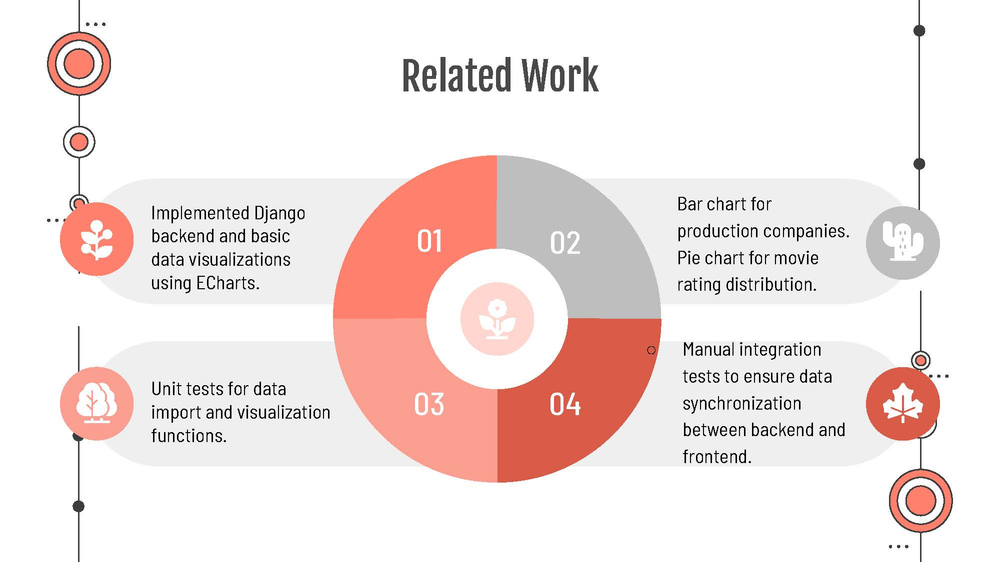 Related Work
01
Implemented Django
backend and basic
data visualizations
using ECharts.
02
Bar chart for
production companies.
Pie chart for movie
rating distribution.
03
Unit tests for data
import and visualization
functions.
04
Manual integration
tests to ensure data
synchronization
between backend and
frontend.